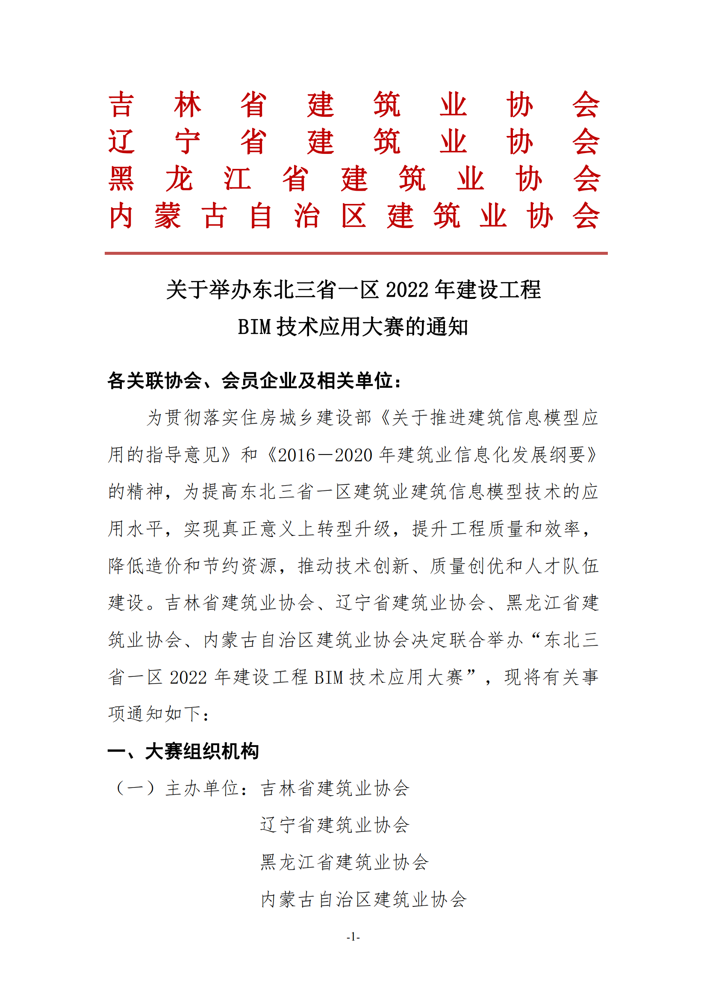 吉林省建筑业协会
辽宁省建筑业协会
黑龙江省建筑业协会
内蒙古自治区建筑业协会
关于举办东北三省一区 2022 年建设工程
BIM 技术应用大赛的通知
各关联协会、会员企业及相关单位：
为贯彻落实住房城乡建设部《关于推进建筑信息模型应
用的指导意见》和《2016－2020 年建筑业信息化发展纲要》
的精神，为提高东北三省一区建筑业建筑信息模型技术的应
用水平，实现真正意义上转型升级，提升工程质量和效率，
降低造价和节约资源，推动技术创新、质量创优和人才队伍
建设。吉林省建筑业协会、辽宁省建筑业协会、黑龙江省建
筑业协会、内蒙古自治区建筑业协会决定联合举办“东北三
省一区 2022 年建设工程 BIM 技术应用大赛”，现将有关事
项通知如下：
一、大赛组织机构
（一）主办单位：吉林省建筑业协会
辽宁省建筑业协会
黑龙江省建筑业协会
内蒙古自治区建筑业协会
-1-